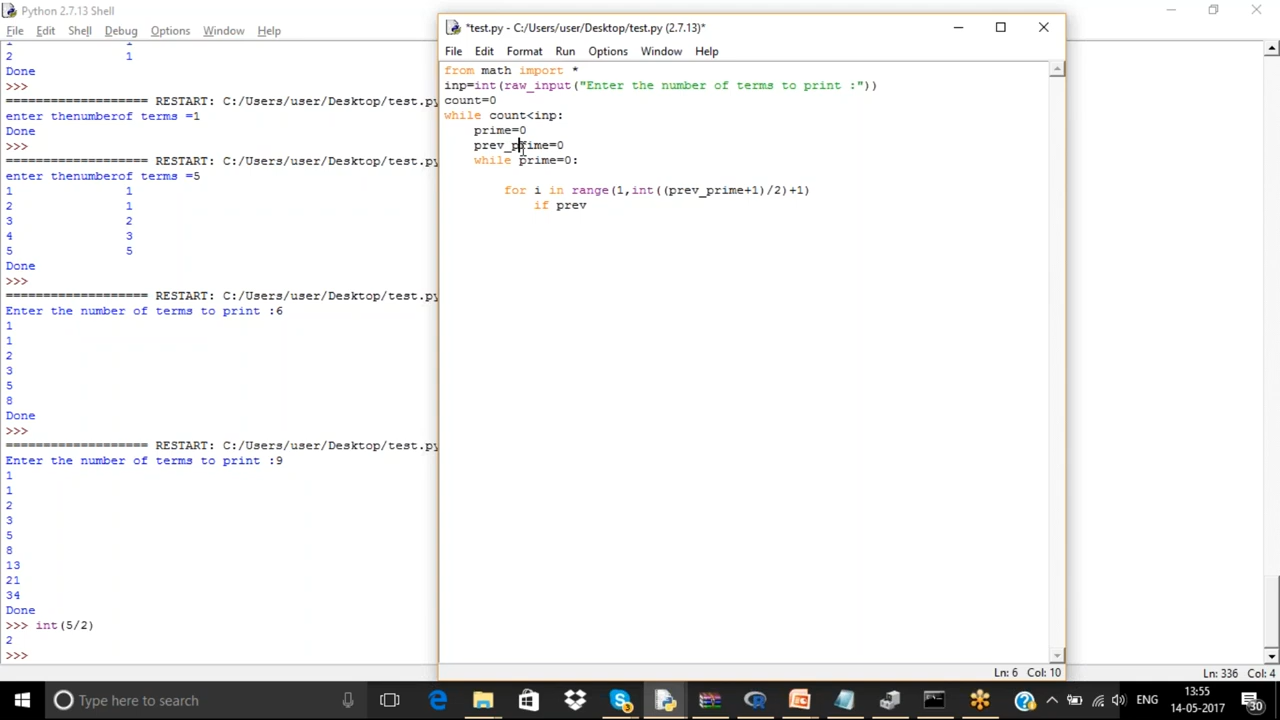 Python 2.7.13 Shell
File Edit Shell Debug Options Window Help
2 1
Done
>>>
=================== RESTART: C:/Users/user/Desktop/test.py
enter thenumberof terms =1
Done
>>>
=================== RESTART: C:/Users/user/Desktop/test.py
enter thenumberof terms =5
1 1
2 1
3 2
4 3
5 5
Done
>>>
=================== RESTART: C:/Users/user/Desktop/test.py
Enter the number of terms to print :6
1
1
2
3
5
8
Done
>>>
=================== RESTART: C:/Users/user/Desktop/test.py
Enter the number of terms to print :9
1
1
2
3
5
8
13
21
34
Done
>>> int(5/2)
2
>>>
Ln: 336 Col: 4
*test.py - C:/Users/user/Desktop/test.py (2.7.13)*
File Edit Format Run Options Window Help
from math import *
inp=int(raw_input("Enter the number of terms to print :"))
count=0
while count<inp:
prime=0
prev_prime=0
while prime=0:
for i in range(1,int((prev_prime+1)/2)+1)
if prev
Ln: 6 Col: 10
Type here to search
ENG
13:55
14-05-2017
30